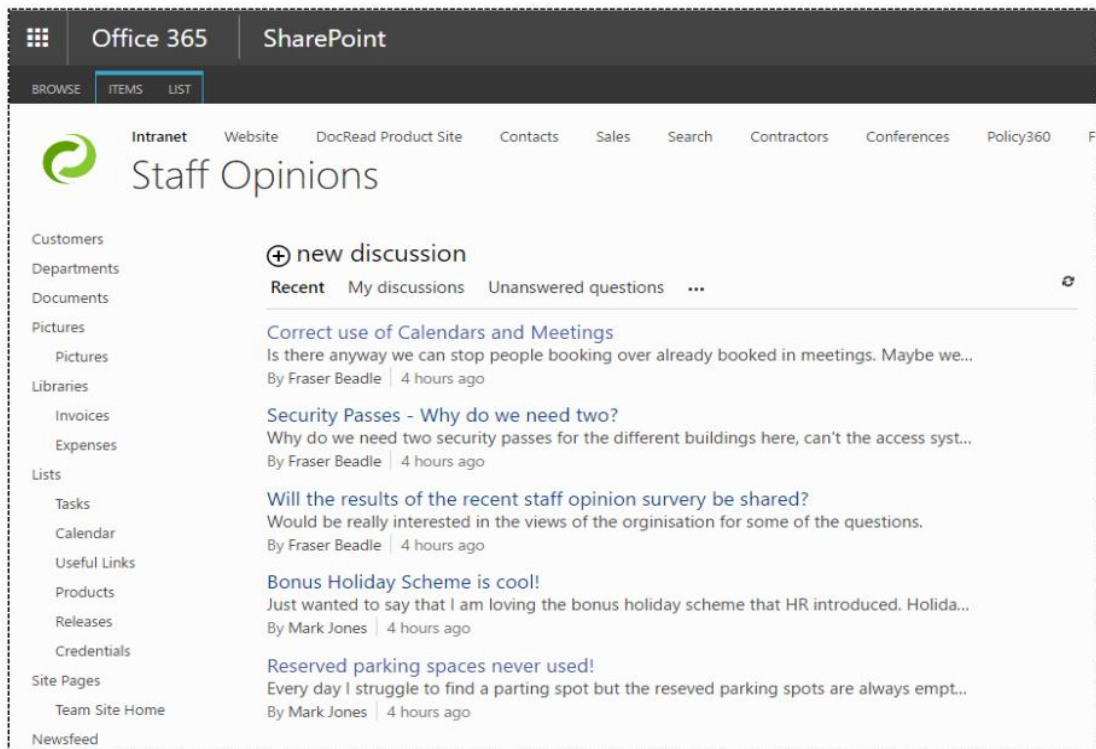 Office 365 SharePoint
BROWSE ITEMS LIST
Intranet Website DocRead Product Site Contacts Sales Search Contractors Conferences Policy360 F
Staff Opinions
Customers
Departments
Documents
Pictures
Pictures
Libraries
Invoices
Expenses
Lists
Tasks
Calendar
Useful Links
Products
Releases
Credentials
Site Pages
Team Site Home
Newsfeed
new discussion
Recent My discussions Unanswered questions ...
Correct use of Calendars and Meetings
Is there anyway we can stop people booking over already booked in meetings. Maybe we...
By Fraser Beadle 4 hours ago
Security Passes - Why do we need two?
Why do we need two security passes for the different buildings here, can't the access syst...
By Fraser Beadle 4 hours ago
Will the results of the recent staff opinion survery be shared?
Would be really interested in the views of the orginisation for some of the questions.
By Fraser Beadle 4 hours ago
Bonus Holiday Scheme is cool!
Just wanted to say that I am loving the bonus holiday scheme that HR introduced. Holida...
By Mark Jones 4 hours ago
Reserved parking spaces never used!
Every day I struggle to find a parting spot but the reseved parking spots are always empt...
By Mark Jones 4 hours ago